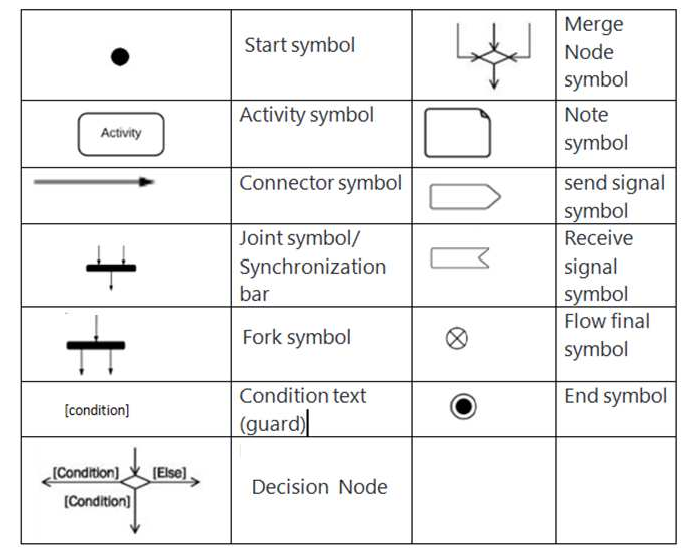 Start symbol
Merge
Node
symbol
Activity
Activity symbol
Note
symbol
Connector symbol
send signal
symbol
Joint symbol/
Synchronization
bar
Receive
signal
symbol
Fork symbol
Flow final
symbol
[condition]
Condition text
(guard)
End symbol
[Condition] [Else]
[Condition]
Decision Node